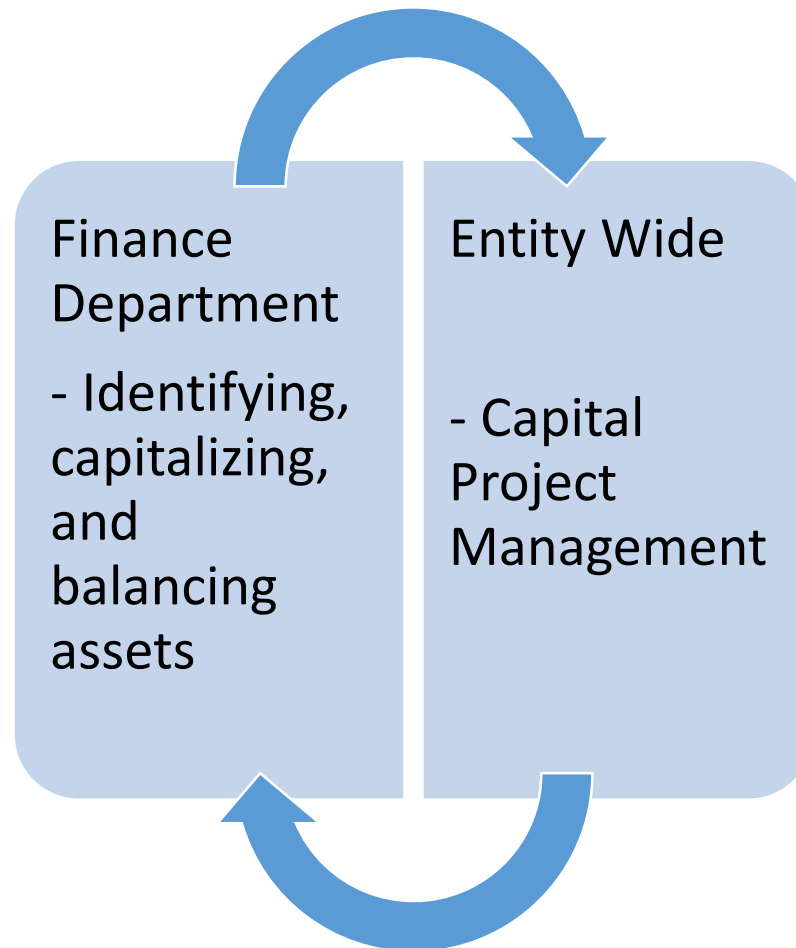 Finance
Department
- Identifying,
capitalizing,
and
balancing
assets
Entity Wide
- Capital
Project
Management